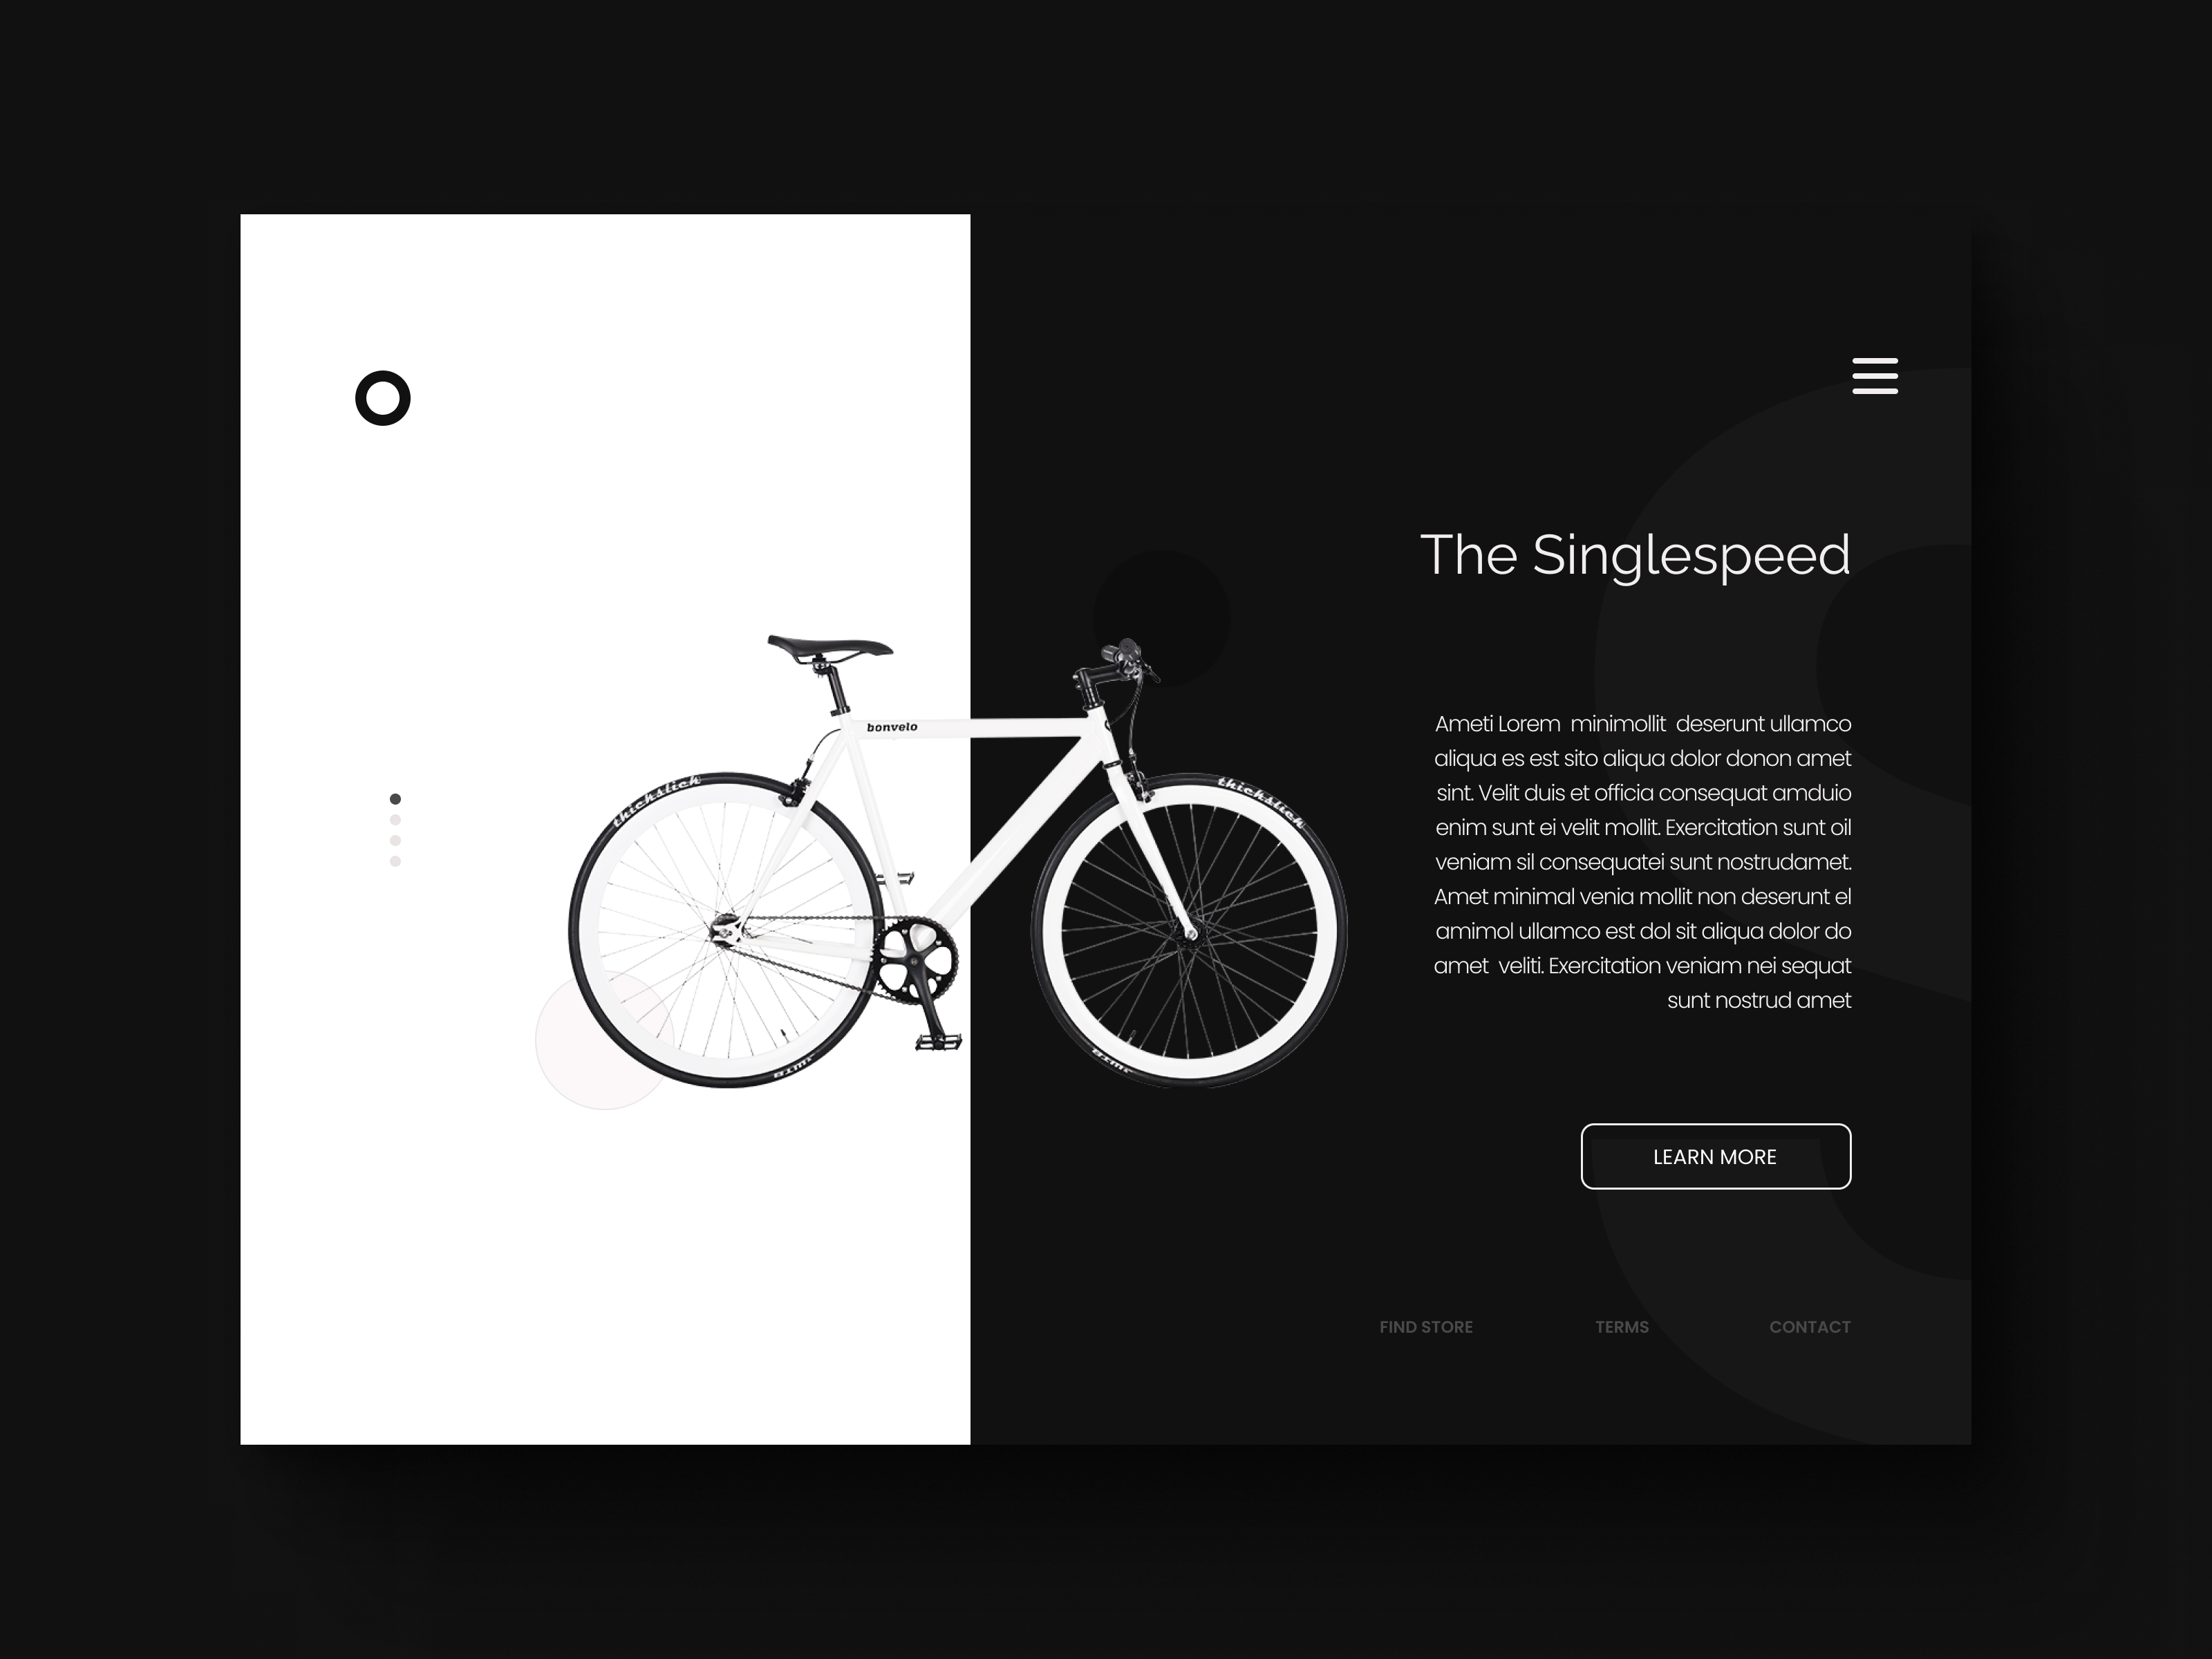 The Singlespeed
bonvelo
thickslick
thickslick
WTB
WTB
Ameti Lorem  minimollit  deserunt ullamco
aliqua es est sito aliqua dolor donon amet
sint. Velit duis et officia consequat amduio
enim sunt ei velit mollit. Exercitation sunt oil
veniam sil consequatei sunt nostrudamet.
Amet minimal venia mollit non deserunt el
amimol ullamco est dol sit aliqua dolor do
amet  veliti. Exercitation veniam nei sequat
sunt nostrud amet
LEARN MORE
FIND STORE TERMS CONTACT